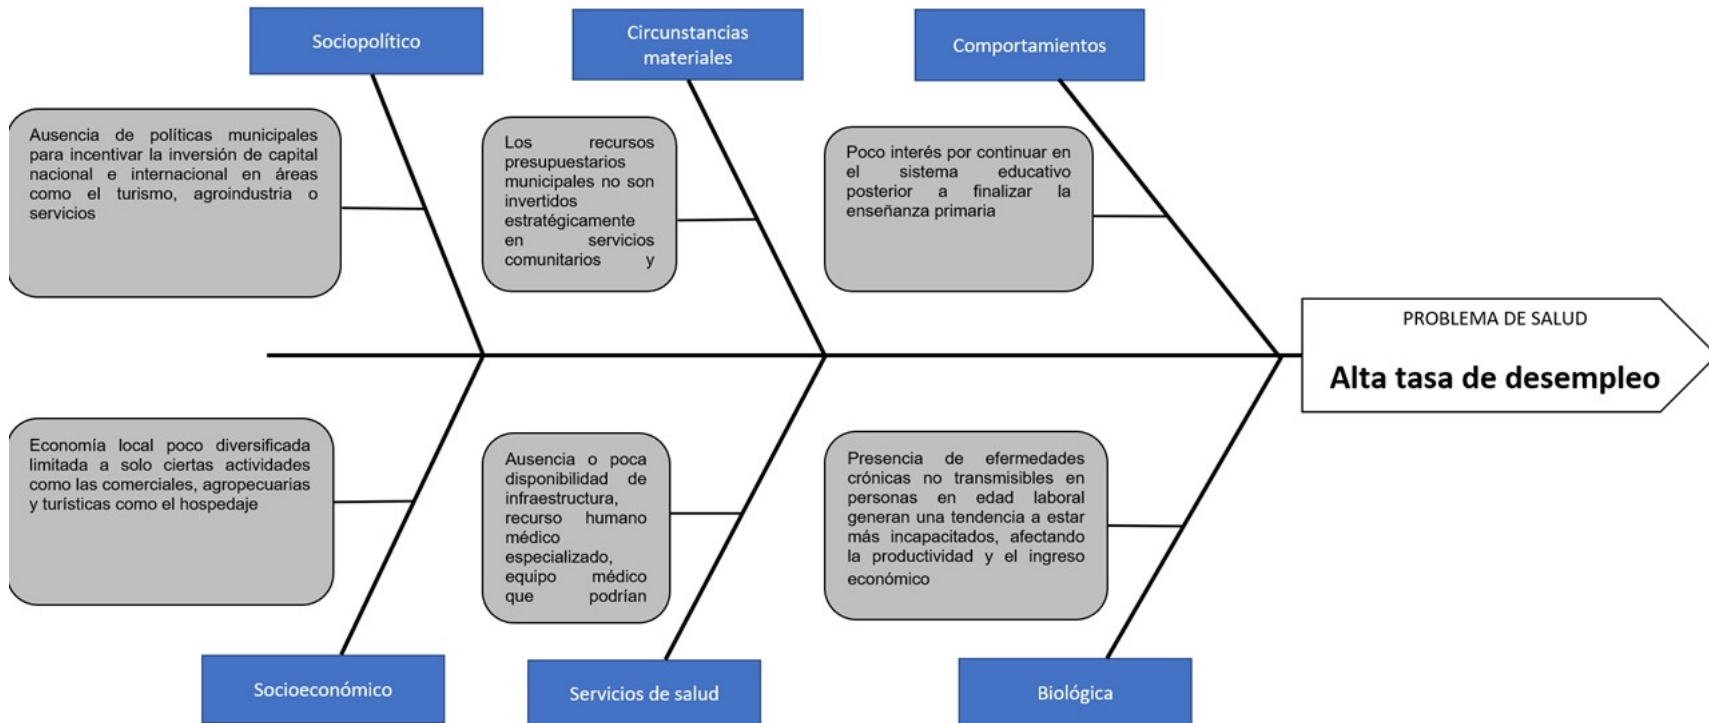 Sociopolítico
Circunstancias
materiales
Comportamientos
Ausencia de políticas municipales
para incentivar la inversión de capital
nacional e internacional en áreas
como el turismo, agroindustria o
servicios
Los recursos
presupuestarios
municipales no son
invertidos
estratégicamente
en servicios
comunitarios y
Poco interés por continuar en
el sistema educativo
posterior a finalizar la
enseñanza primaria
PROBLEMA DE SALUD
Alta tasa de desempleo
Economía local poco diversificada
limitada a solo ciertas actividades
como las comerciales, agropecuarias
y turísticas como el hospedaje
Ausencia o poca
disponibilidad de
infraestructura,
recurso humano
médico
especializado,
equipo médico
que podrían
Presencia de efermedades
crónicas no transmisibles en
personas en edad laboral
generan una tendencia a estar
más incapacitados, afectando
la productividad y el ingreso
económico
Socioeconómico
Servicios de salud
Biológica